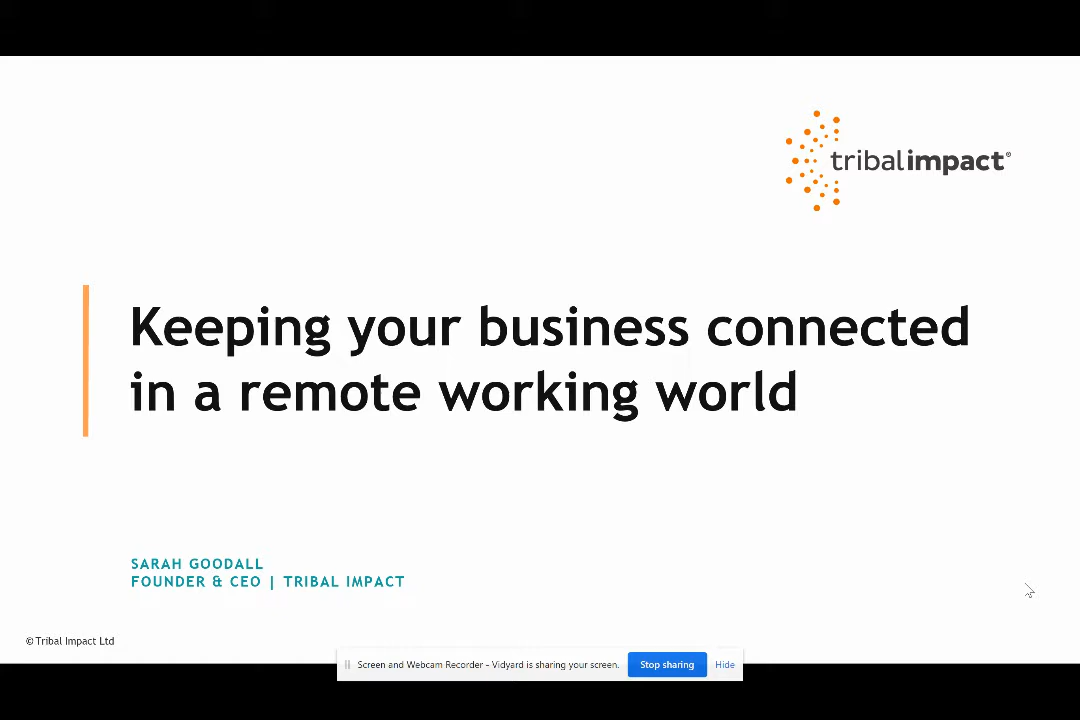 tribalimpact®
Keeping your business connected
in a remote working world
SARAH GOODALL
FOUNDER & CEO | TRIBAL IMPACT
© Tribal Impact Ltd
Screen and Webcam Recorder - Vidyard is sharing your screen. Stop sharing Hide